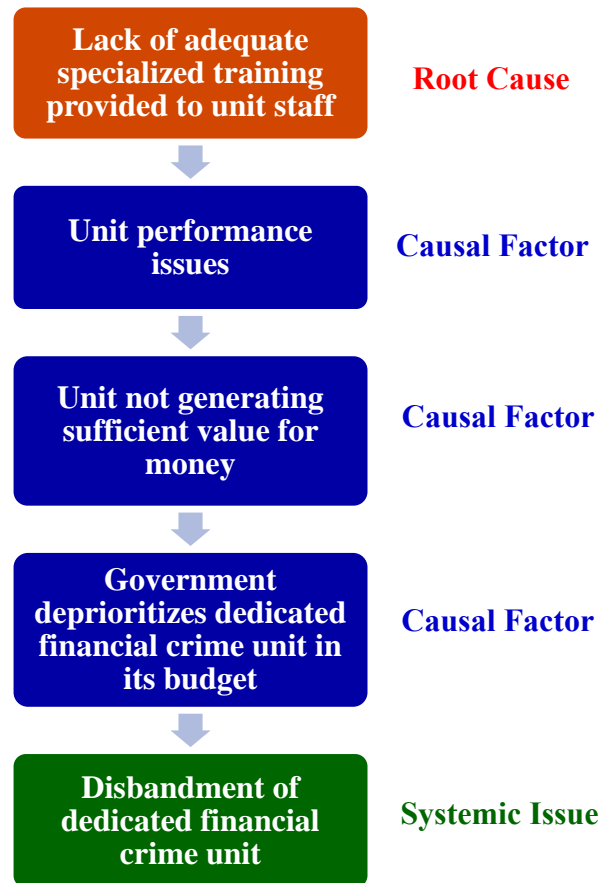 Lack of adequate
specialized training
provided to unit staff
Root Cause
Unit performance
issues
Causal Factor
Unit not generating
sufficient value for
money
Causal Factor
Government
deprioritizes dedicated
financial crime unit in
its budget
Causal Factor
Disbandment of
dedicated financial
crime unit
Systemic Issue